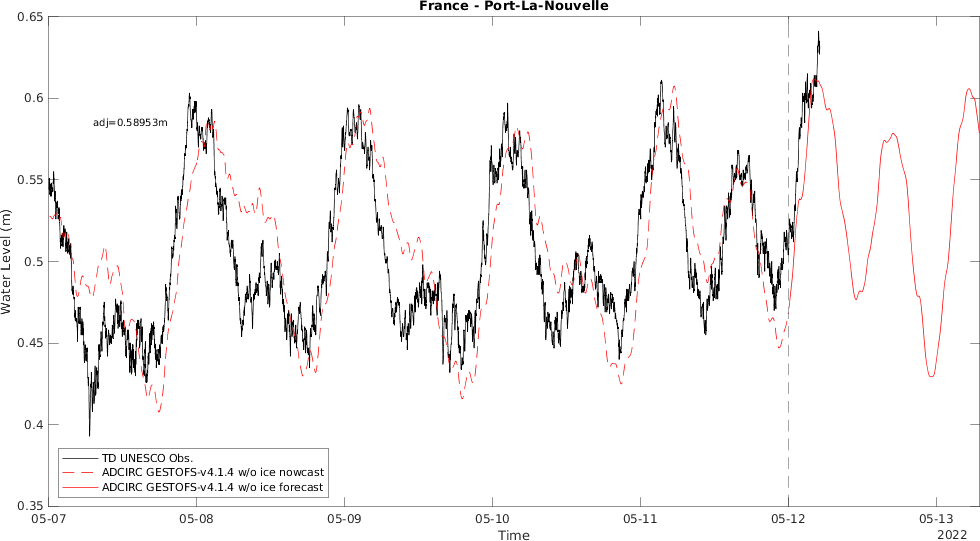 France - Port-La-Nouvelle
0.65
0.6
adj=0.58953m
0.55
Water Level (m)
0.5
0.45
0.4
TD UNESCO Obs.
ADCIRC GESTOFS-v4.1.4 w/o ice nowcast
ADCIRC GESTOFS-v4.1.4 w/o ice forecast
0.35
05-07 05-08 05-09 05-10 05-11 05-12 05-13
Time
2022